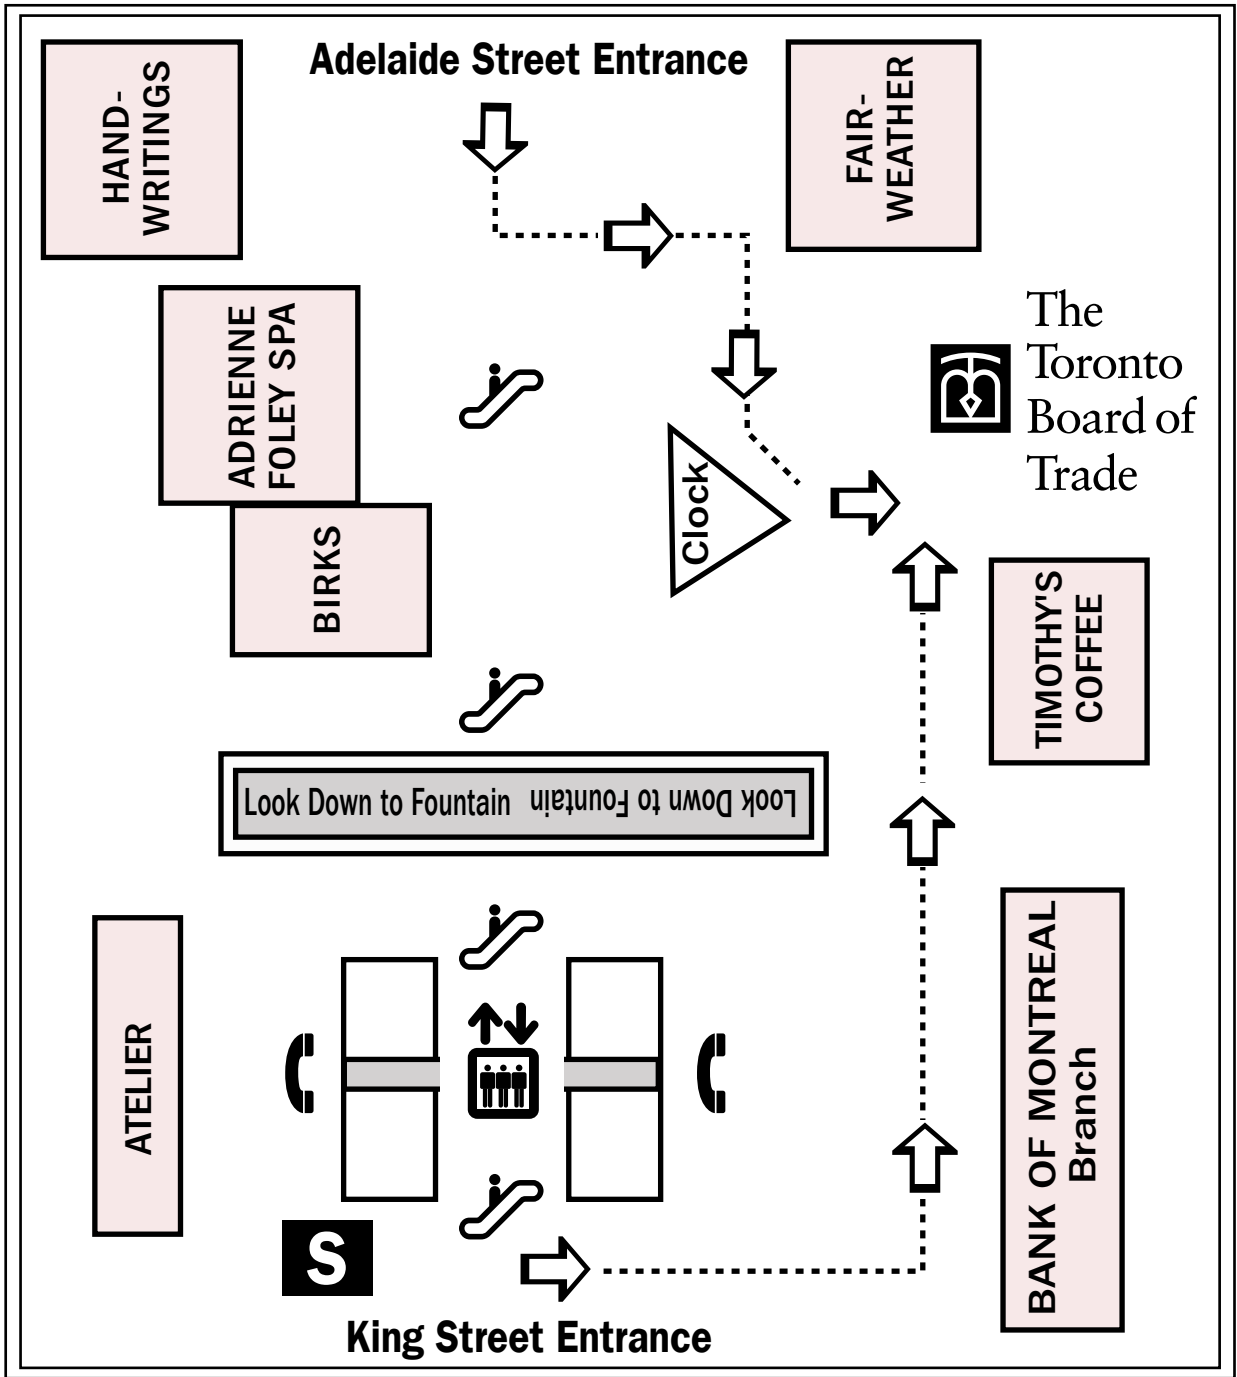 Adelaide Street Entrance
HAND-
WRITINGS
FAIR-
WEATHER
ADRIENNE
FOLEY SPA
The
Toronto
Board of
Trade
Clock
BIRKS
TIMOTHY'S
COFFEE
Look Down to Fountain
Look Down to Fountain
ATELIER
BANK OF MONTREAL
Branch
S
King Street Entrance